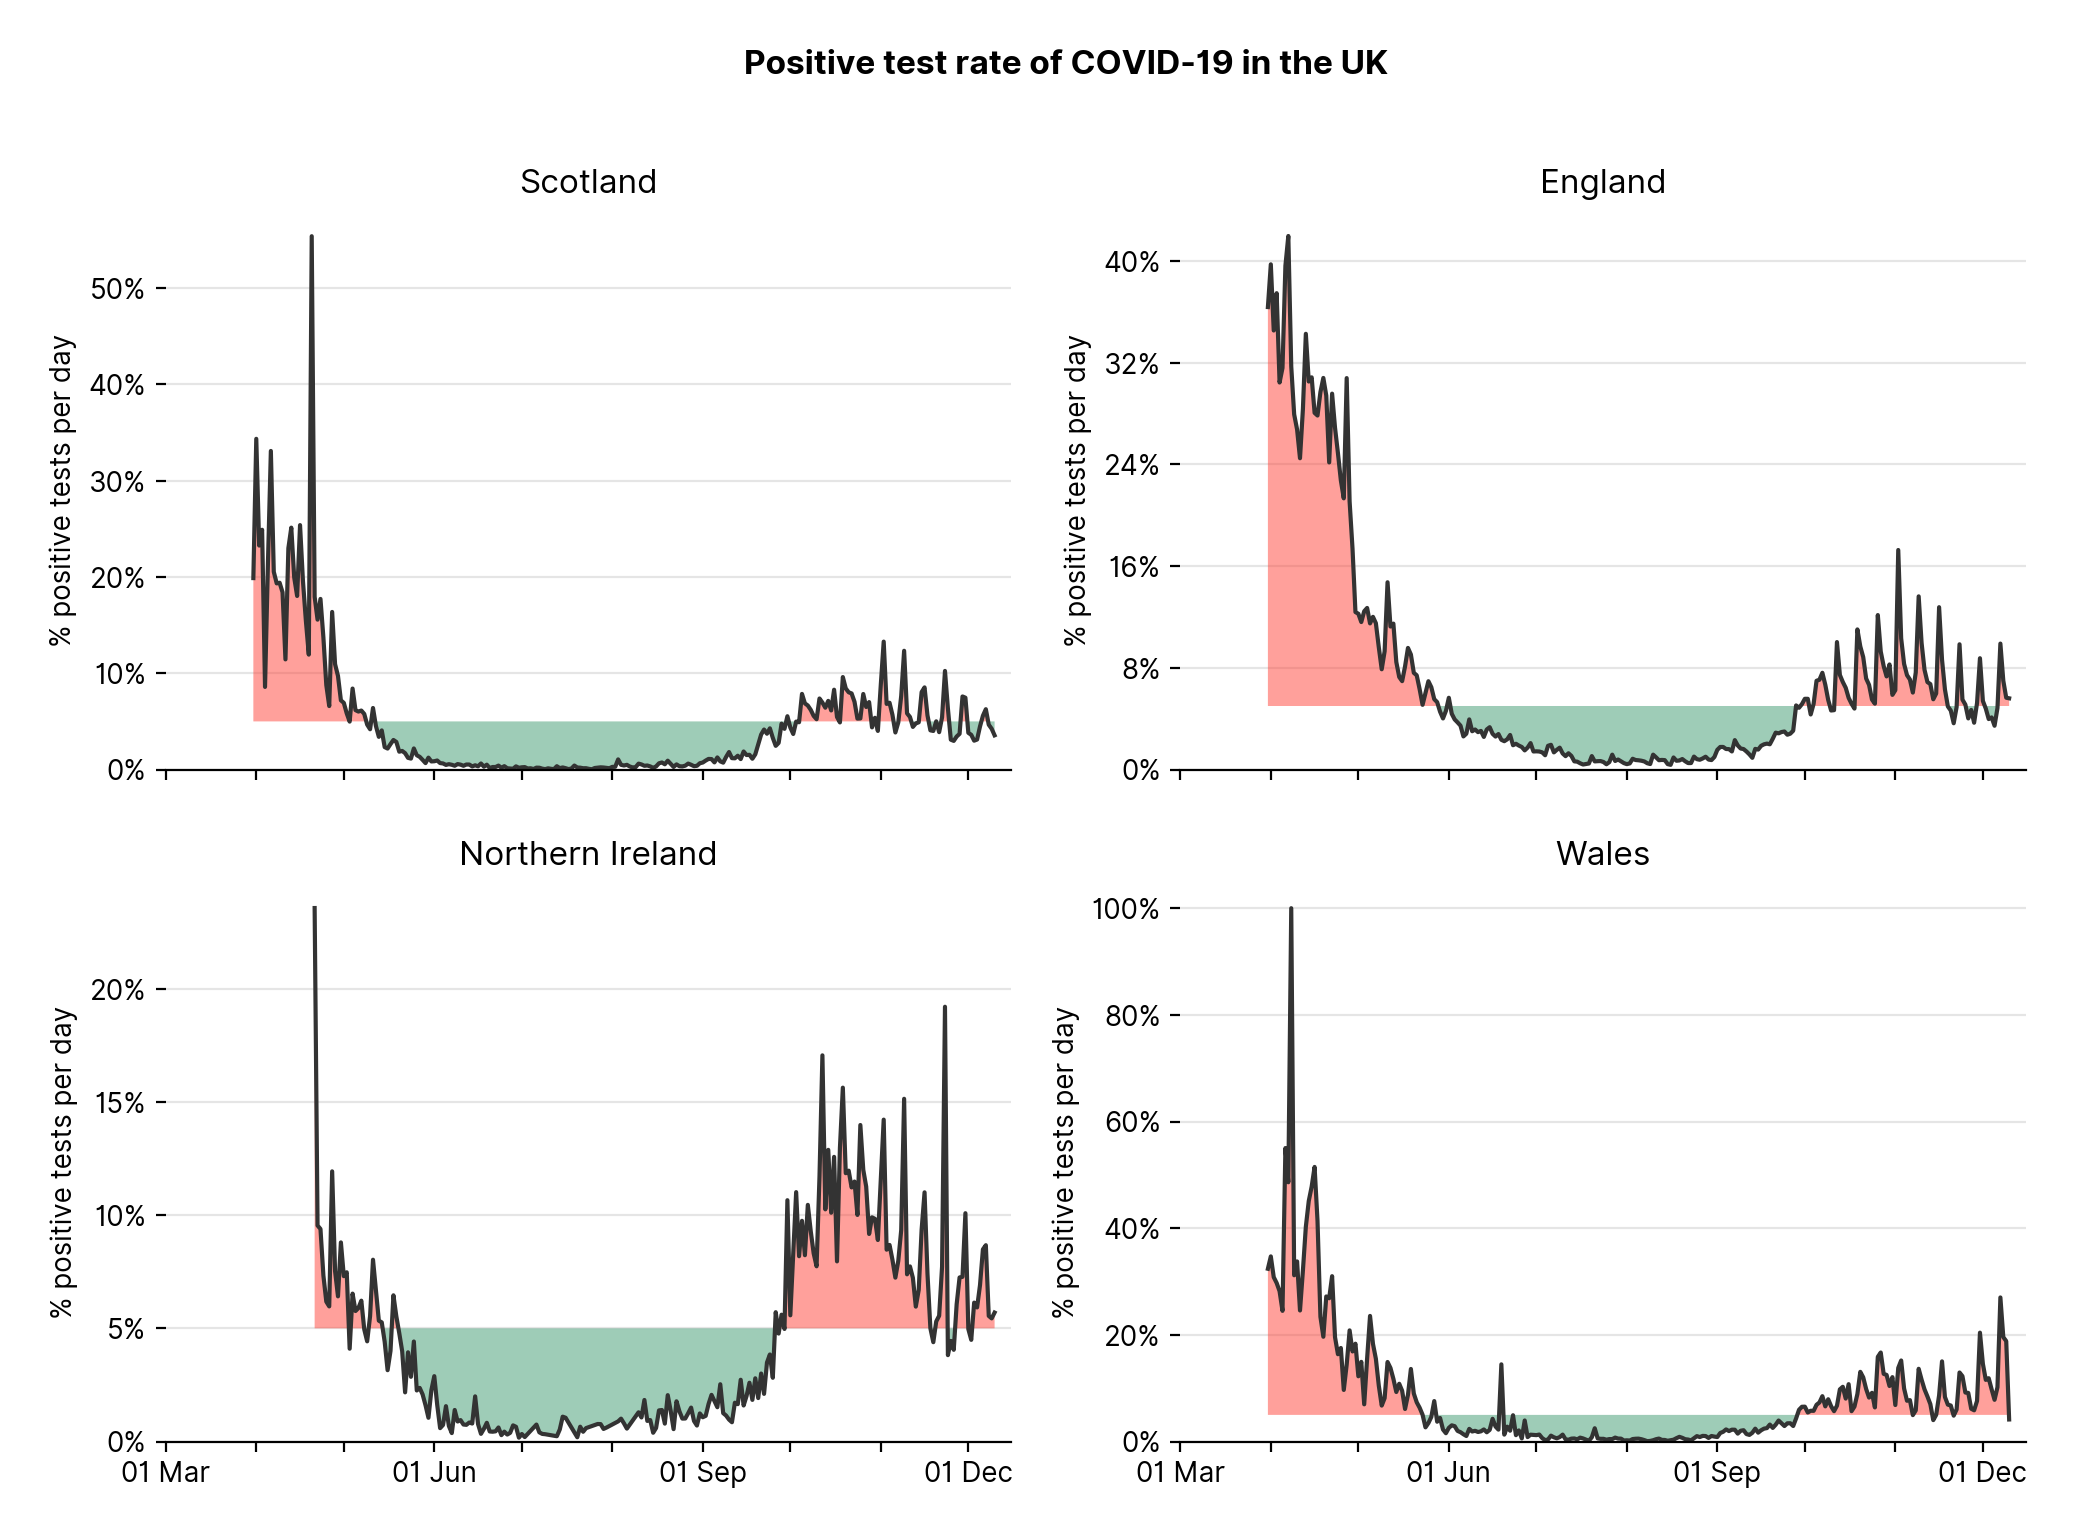 Positive test rate of COVID-19 in the UK
Scotland
% positive tests per day
50%
40%
30%
20%
10%
0%
England
% positive tests per day
40%
32%
24%
16%
8%
0%
Northern Ireland
% positive tests per day
20%
15%
10%
5%
0%
01 Mar
01 Jun
01 Sep
01 Dec
Wales
% positive tests per day
100%
80%
60%
40%
20%
0%
01 Mar
01 Jun
01 Sep
01 Dec